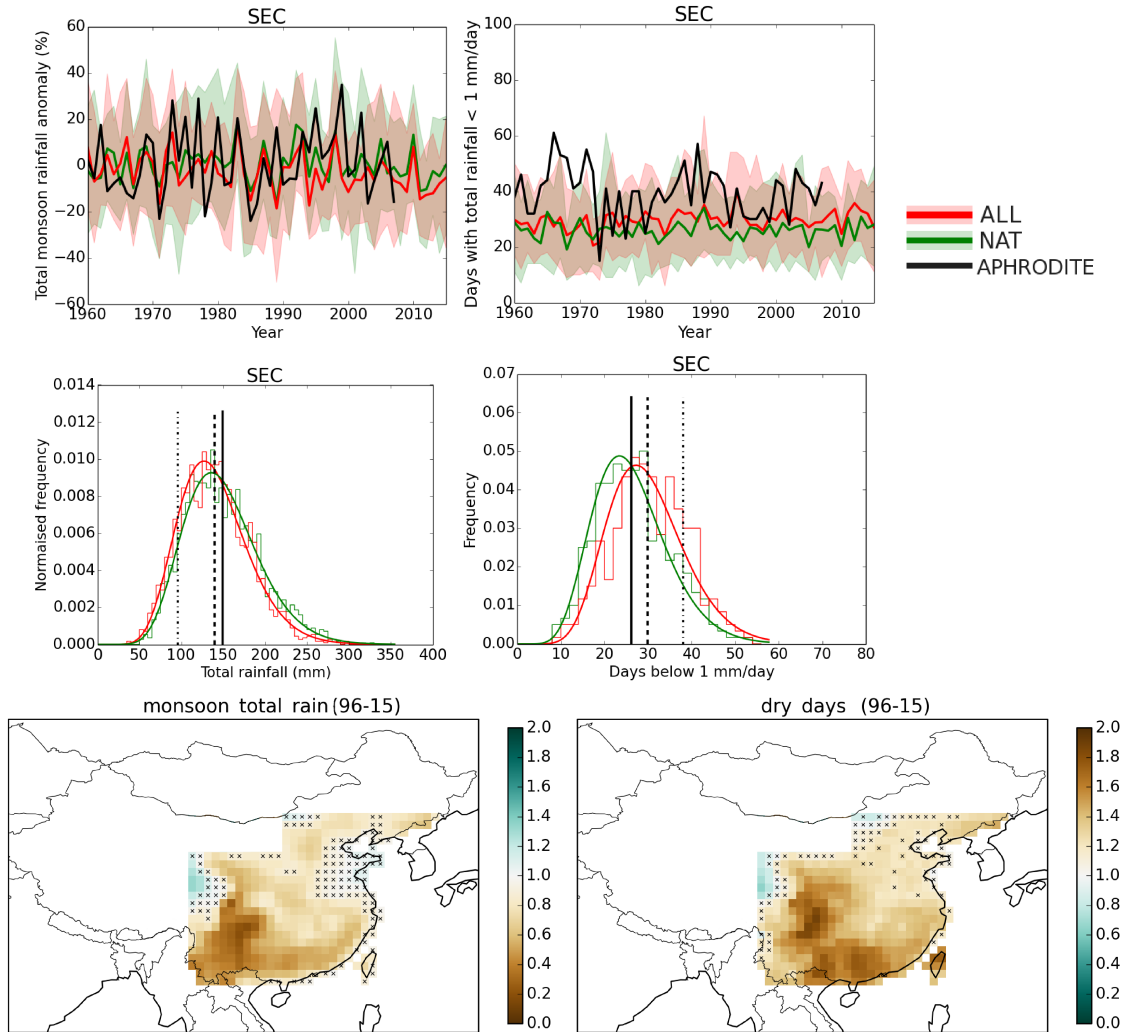 SEC
Total monsoon rainfall anomaly (%)
60
40
20
0
−20
−40
−60
1960 1970 1980 1990 2000 2010
Year
SEC
Days with total rainfall < 1 mm/day
100
80
60
40
20
0
1960 1970 1980 1990 2000 2010
Year
ALL
NAT
APHRODITE
SEC
Normaised frequency
0.014
0.012
0.010
0.008
0.006
0.004
0.002
0.000
0 50 100 150 200 250 300 350 400
Total rainfall (mm)
SEC
Frequency
0.07
0.06
0.05
0.04
0.03
0.02
0.01
0.00
0 10 20 30 40 50 60 70 80
Days below 1 mm/day
monsoon total rain (96-15)
2.0
1.8
1.6
1.4
1.2
1.0
0.8
0.6
0.4
0.2
0.0
dry days (96-15)
2.0
1.8
1.6
1.4
1.2
1.0
0.8
0.6
0.4
0.2
0.0